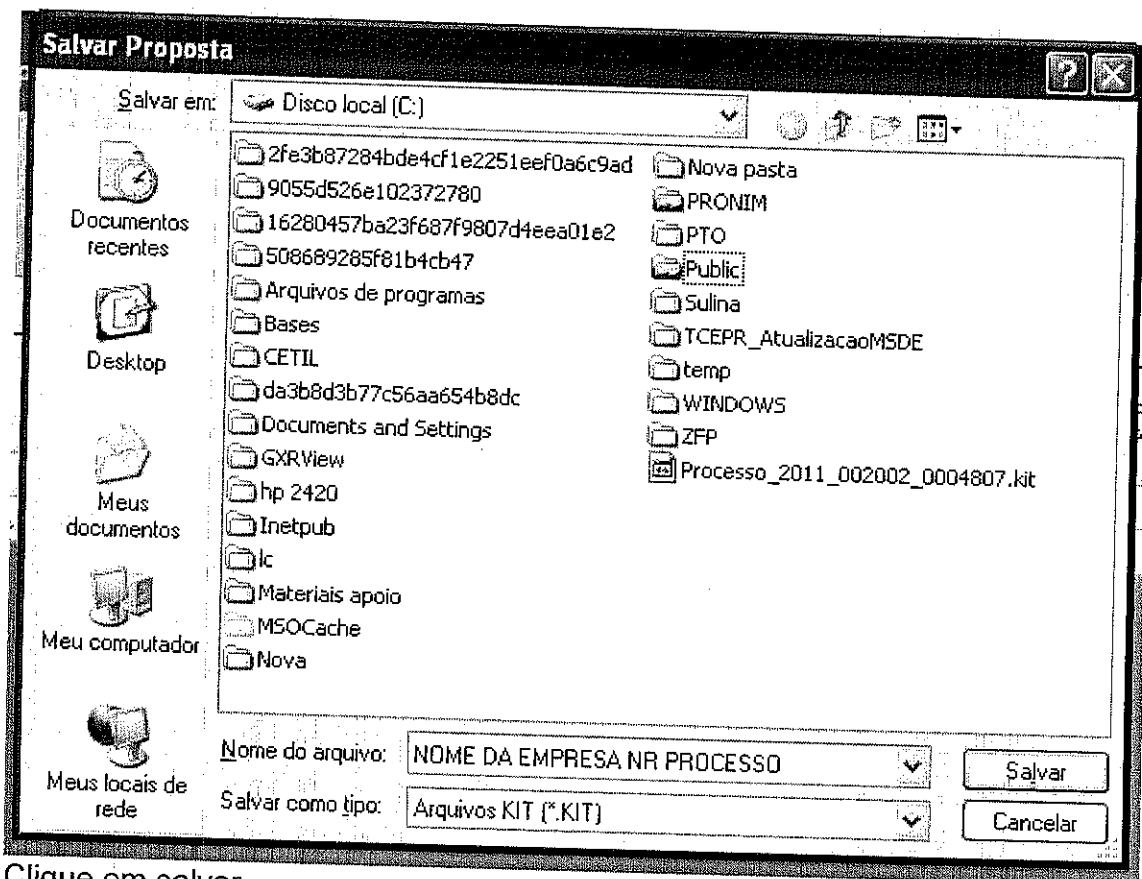 Salvar Proposta
Salvar em: Disco local (C:)
Documentos recentes
Desktop
Meus documentos
Meu computador
Meus locais de rede
2fe3b87284bde4cf1e2251eef0a6c9ad
9055d526e102372780
16280457ba23f687f9807d4eea01e2
508689285f81b4cb47
Arquivos de programas
Bases
CETIL
da3b8d3b77c56aa654b8dc
Documents and Settings
GXRView
hp 2420
Inetpub
lc
Materiais apoio
MSOCache
Nova
Nova pasta
PRONIM
PTO
Public
Sulina
TCEPR_AtualizacaoMSDE
temp
WINDOWS
ZFP
Processo_2011_002002_0004807.kit
Nome do arquivo: NOME DA EMPRESA NR PROCESSO
Salvar
Salvar como tipo: Arquivos KIT (*.KIT)
Cancelar
Clique em salvar